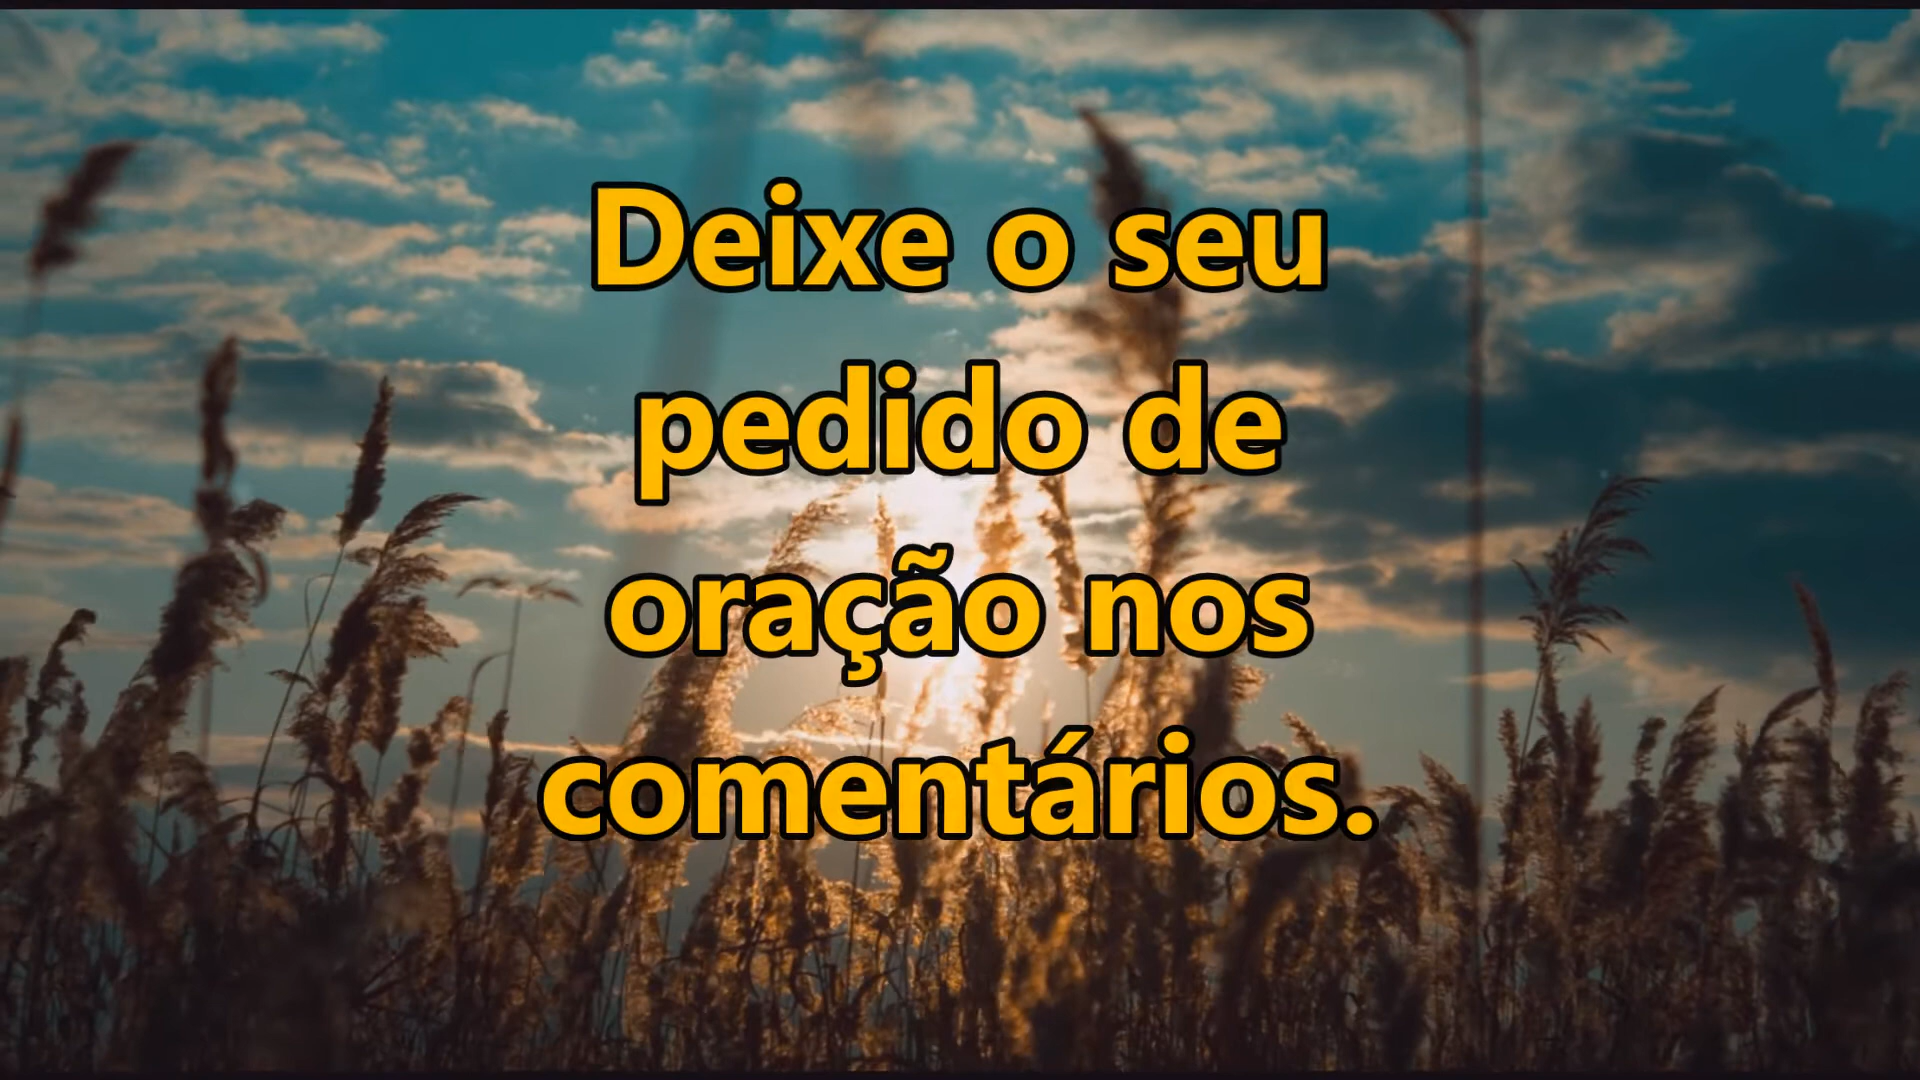 Deixe o seu
pedido de
oração nos
comentários.